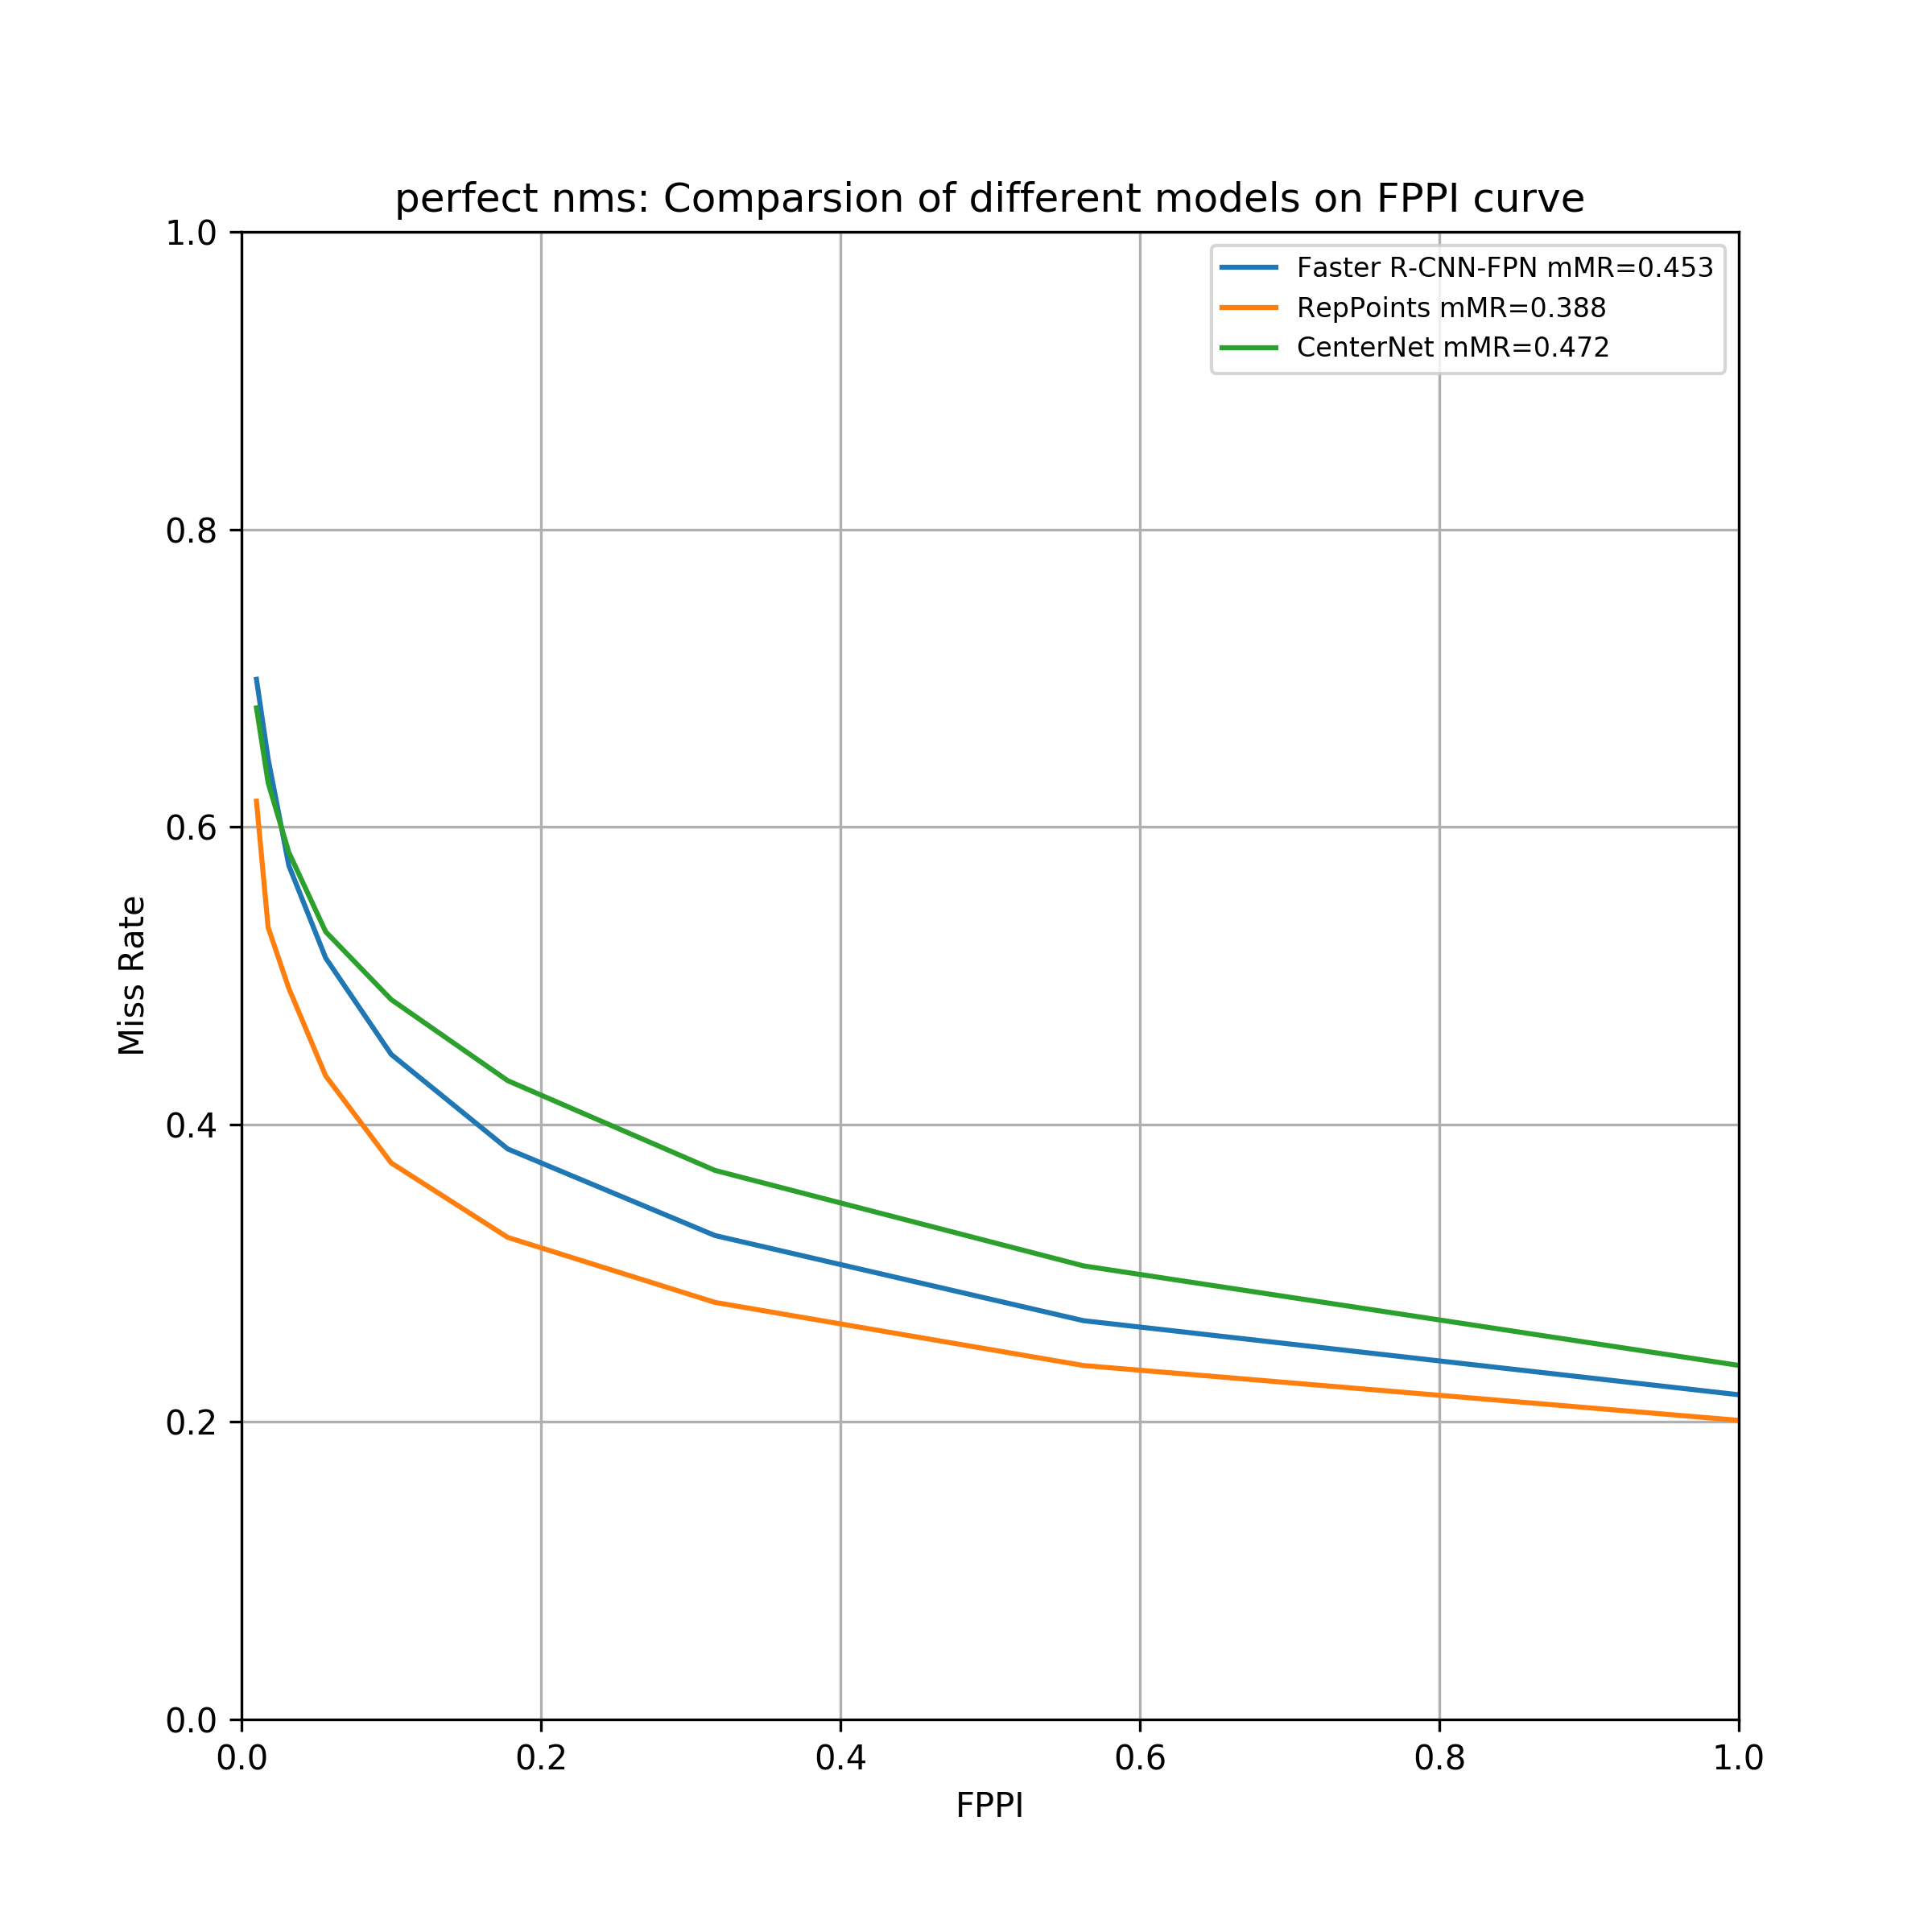 perfect nms: Comparsion of different models on FPPI curve
Faster R-CNN-FPN mMR=0.453
RepPoints mMR=0.388
CenterNet mMR=0.472
1.0
0.8
0.6
0.4
0.2
0.0
Miss Rate
0.0 0.2 0.4 0.6 0.8 1.0
FPPI